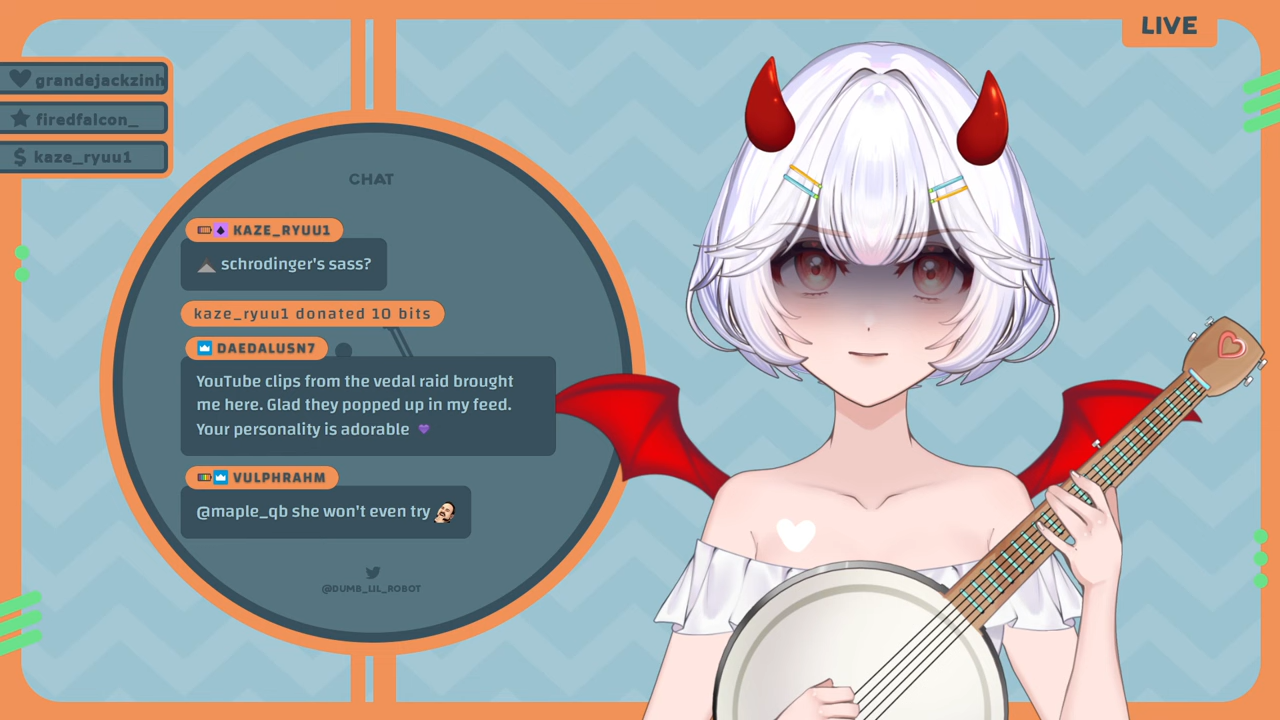 LIVE
grandejackzinh
firedfalcon_
$ kaze_ryuu1
CHAT
KAZE_RYUU1
schrodinger's sass?
kaze_ryuu1 donated 10 bits
DAEDALUSN7
YouTube clips from the vedal raid brought
me here. Glad they popped up in my feed.
Your personality is adorable 💜
VULPHRAHM
@maple_qb she won't even try
@DUMB_LIL_ROBOT